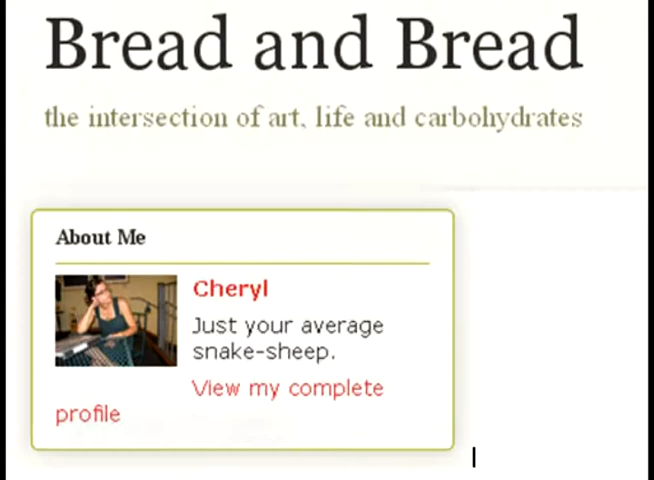 Bread and Bread
the intersection of art, life and carbohydrates
About Me
Cheryl
Just your average
snake-sheep.
View my complete
profile